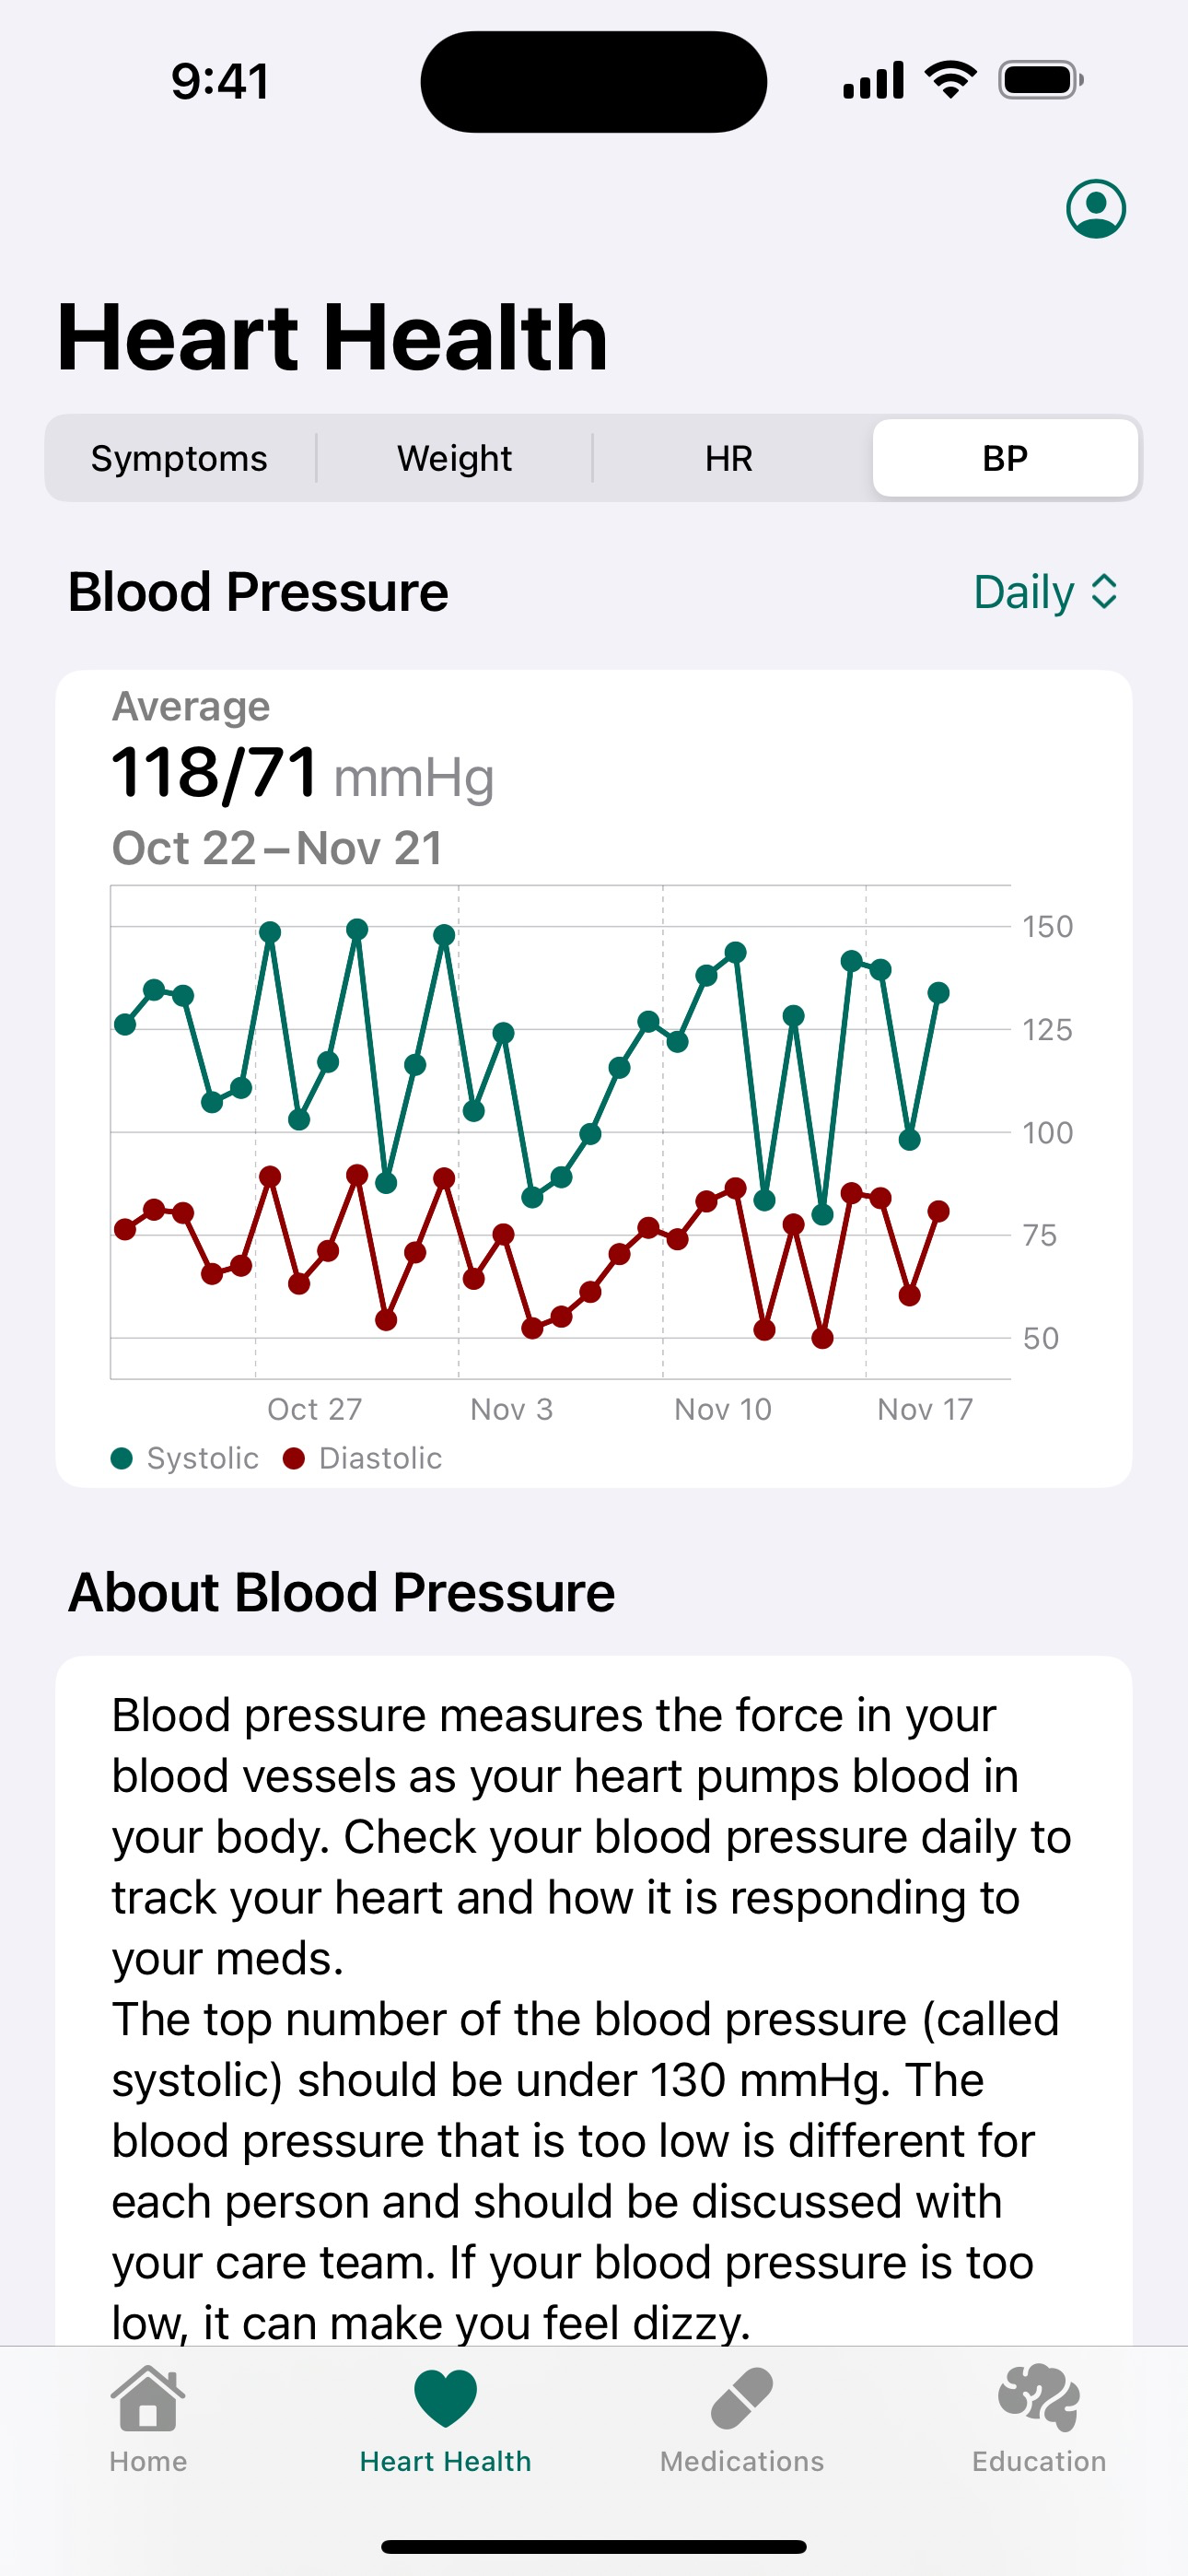 9:41
Heart Health
Symptoms Weight HR BP
Blood Pressure Daily
Average
118/71 mmHg
Oct 22–Nov 21
150
125
100
75
50
Oct 27 Nov 3 Nov 10 Nov 17
Systolic Diastolic
About Blood Pressure
Blood pressure measures the force in your
blood vessels as your heart pumps blood in
your body. Check your blood pressure daily to
track your heart and how it is responding to
your meds.
The top number of the blood pressure (called
systolic) should be under 130 mmHg. The
blood pressure that is too low is different for
each person and should be discussed with
your care team. If your blood pressure is too
low, it can make you feel dizzy.
Home Heart Health Medications Education